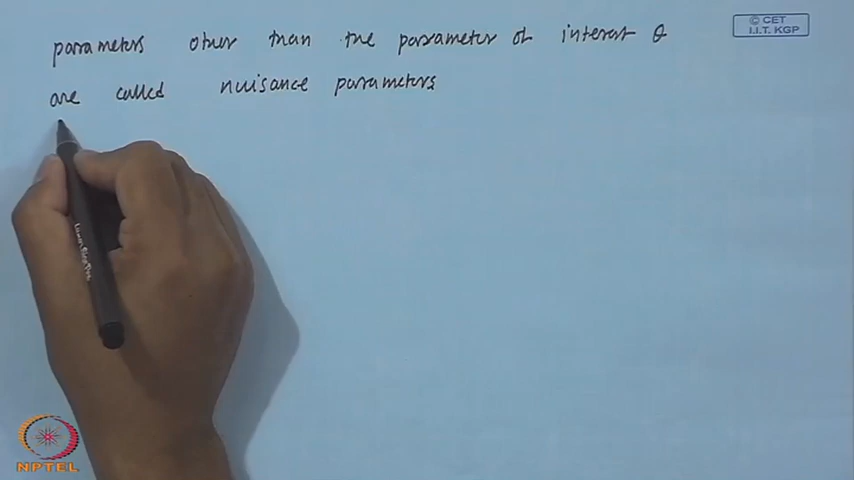 parameters other than the parameter of interest θ
© CET
I.I.T. KGP
are called nuisance parameters
NPTEL